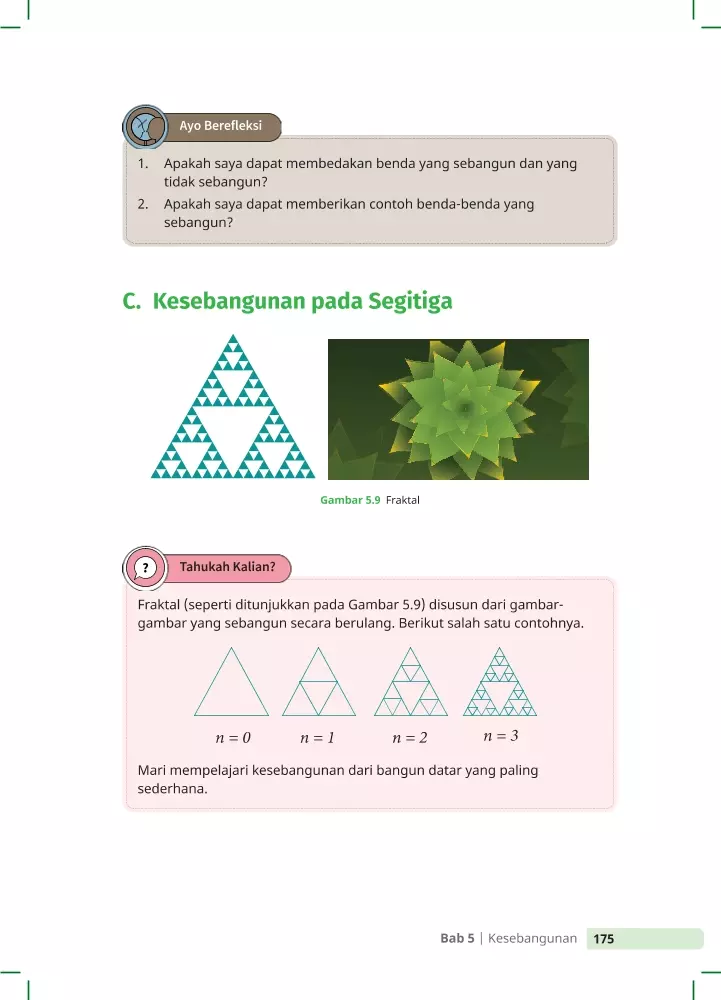 Ayo Berefleksi
1. Apakah saya dapat membedakan benda yang sebangun dan yang
tidak sebangun?
2. Apakah saya dapat memberikan contoh benda-benda yang
sebangun?
C. Kesebangunan pada Segitiga
Gambar 5.9 Fraktal
? Tahukah Kalian?
Fraktal (seperti ditunjukkan pada Gambar 5.9) disusun dari gambar-
gambar yang sebangun secara berulang. Berikut salah satu contohnya.
n = 0 n = 1 n = 2 n = 3
Mari mempelajari kesebangunan dari bangun datar yang paling
sederhana.
Bab 5 | Kesebangunan 175